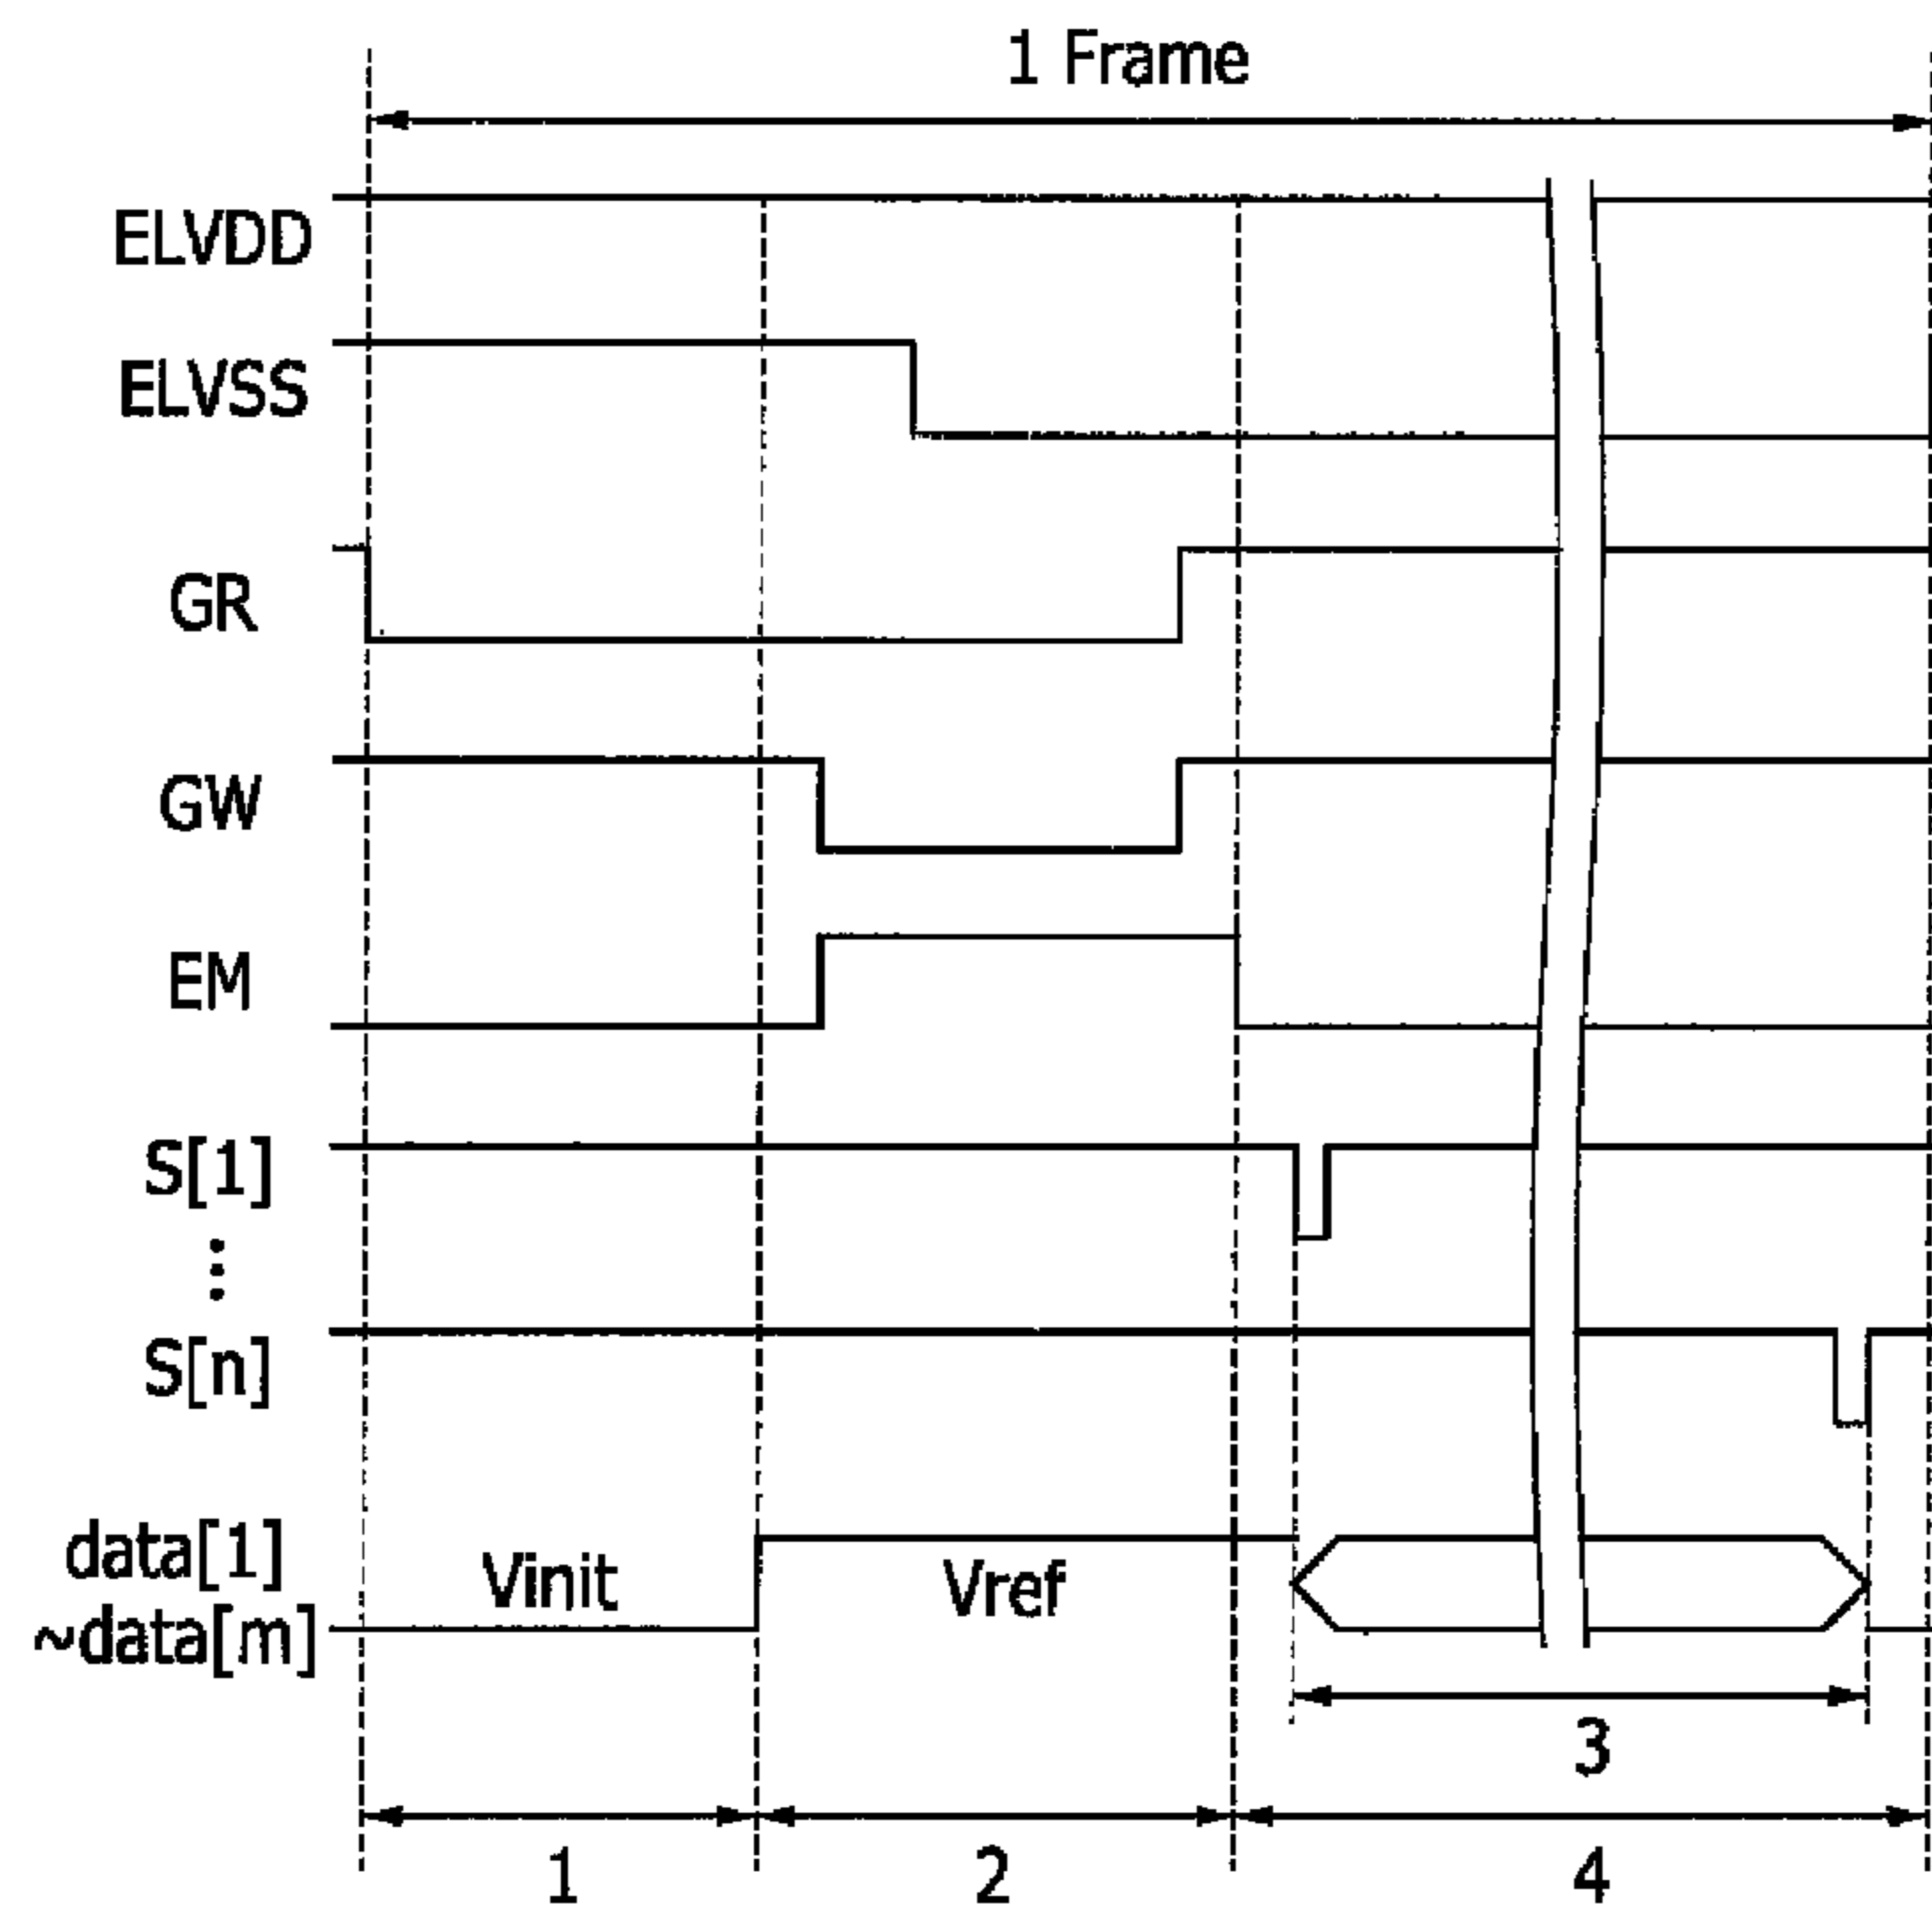 1 Frame
ELVDD
ELVSS
GR
GW
EM
S[1]
⋮
S[n]
data[1]
~data[m]
Vinit
Vref
3
1
2
4